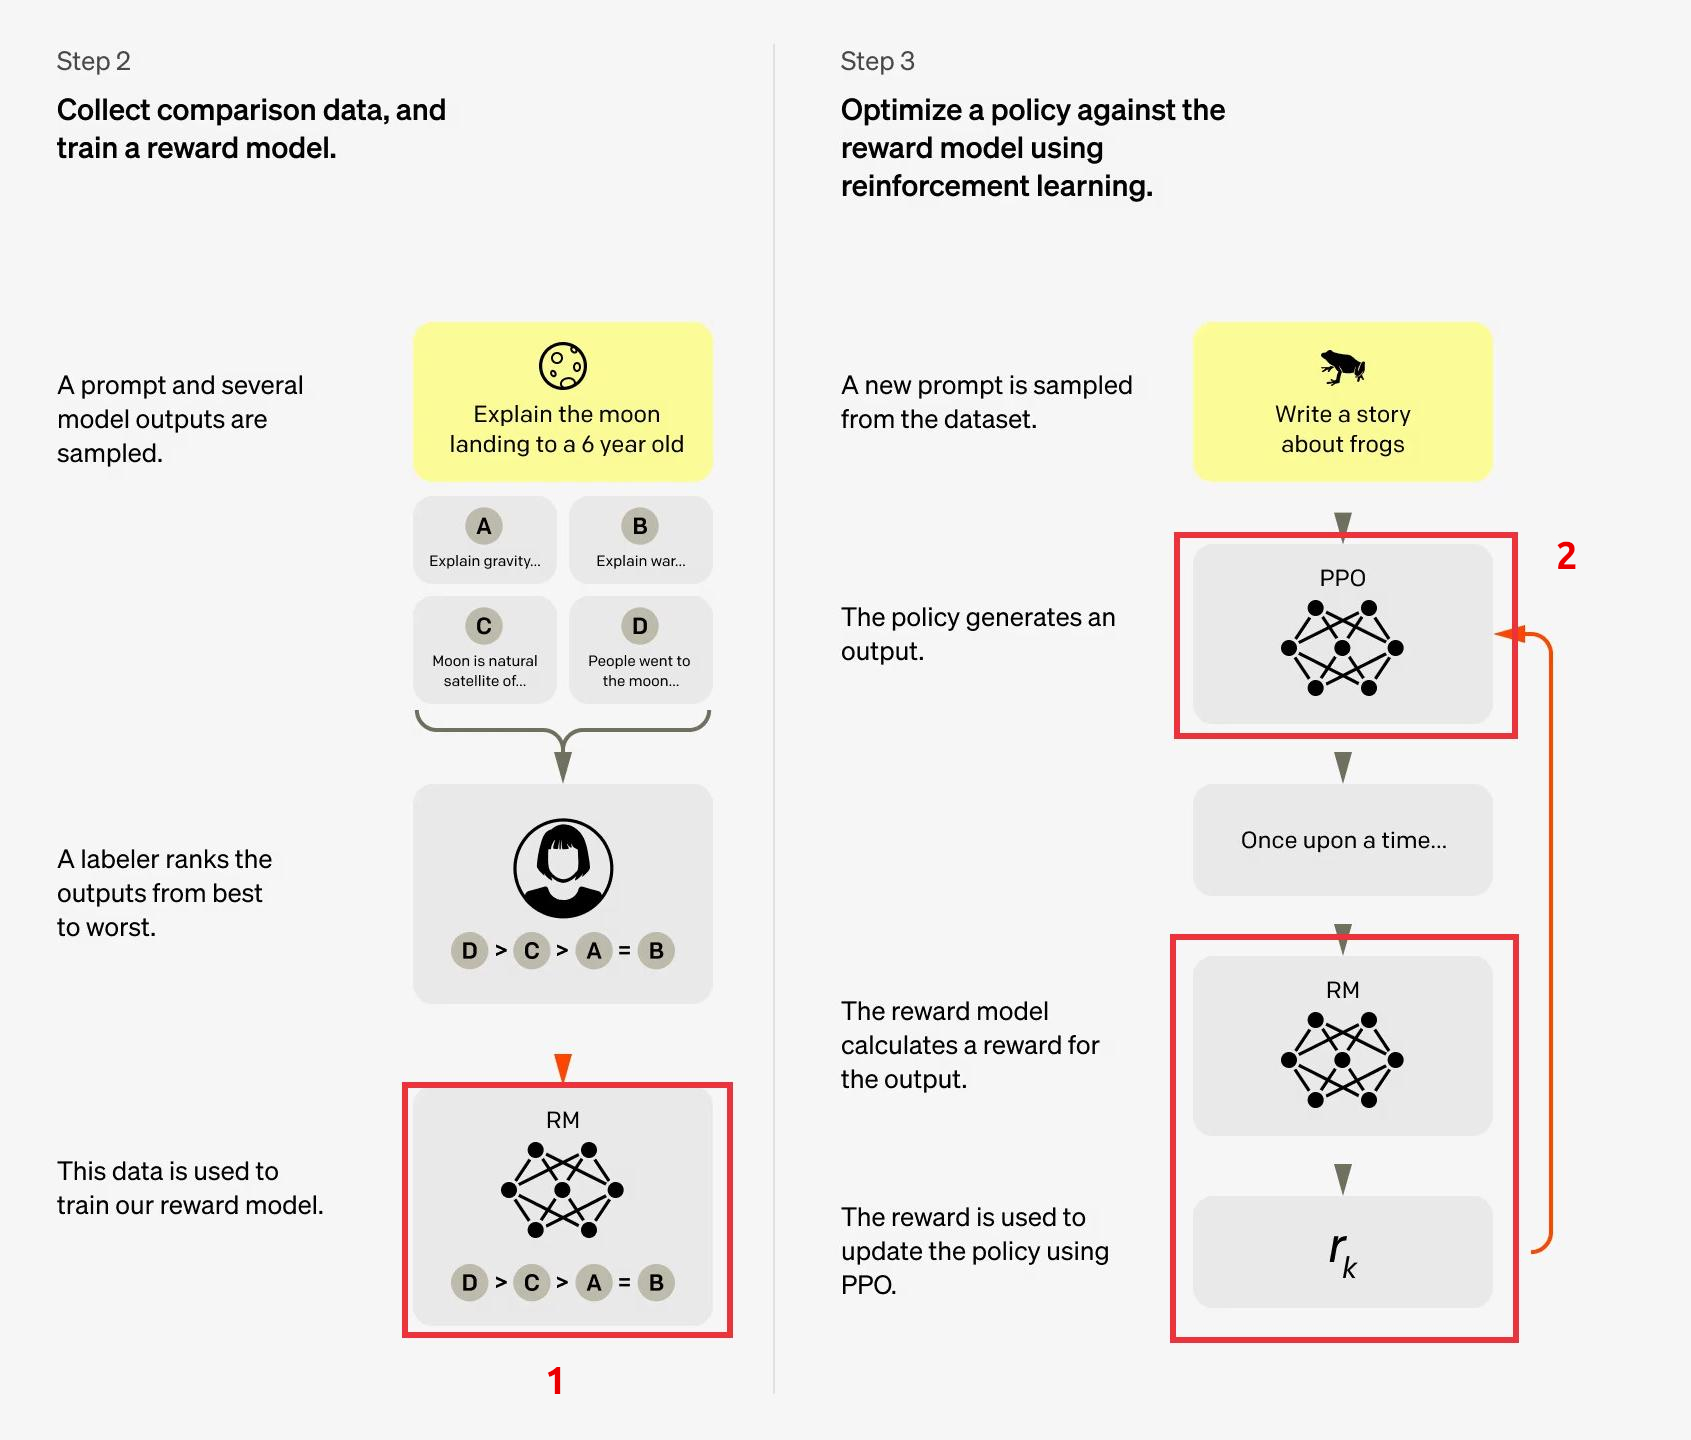 Step 2
Collect comparison data, and
train a reward model.
A prompt and several
model outputs are
sampled.
Explain the moon
landing to a 6 year old
A
Explain gravity...
B
Explain war...
C
Moon is natural
satellite of...
D
People went to
the moon...
A labeler ranks the
outputs from best
to worst.
D > C > A = B
This data is used to
train our reward model.
RM
D > C > A = B
1
Step 3
Optimize a policy against the
reward model using
reinforcement learning.
A new prompt is sampled
from the dataset.
Write a story
about frogs
The policy generates an
output.
PPO
2
Once upon a time...
The reward model
calculates a reward for
the output.
RM
The reward is used to
update the policy using
PPO.
r_k